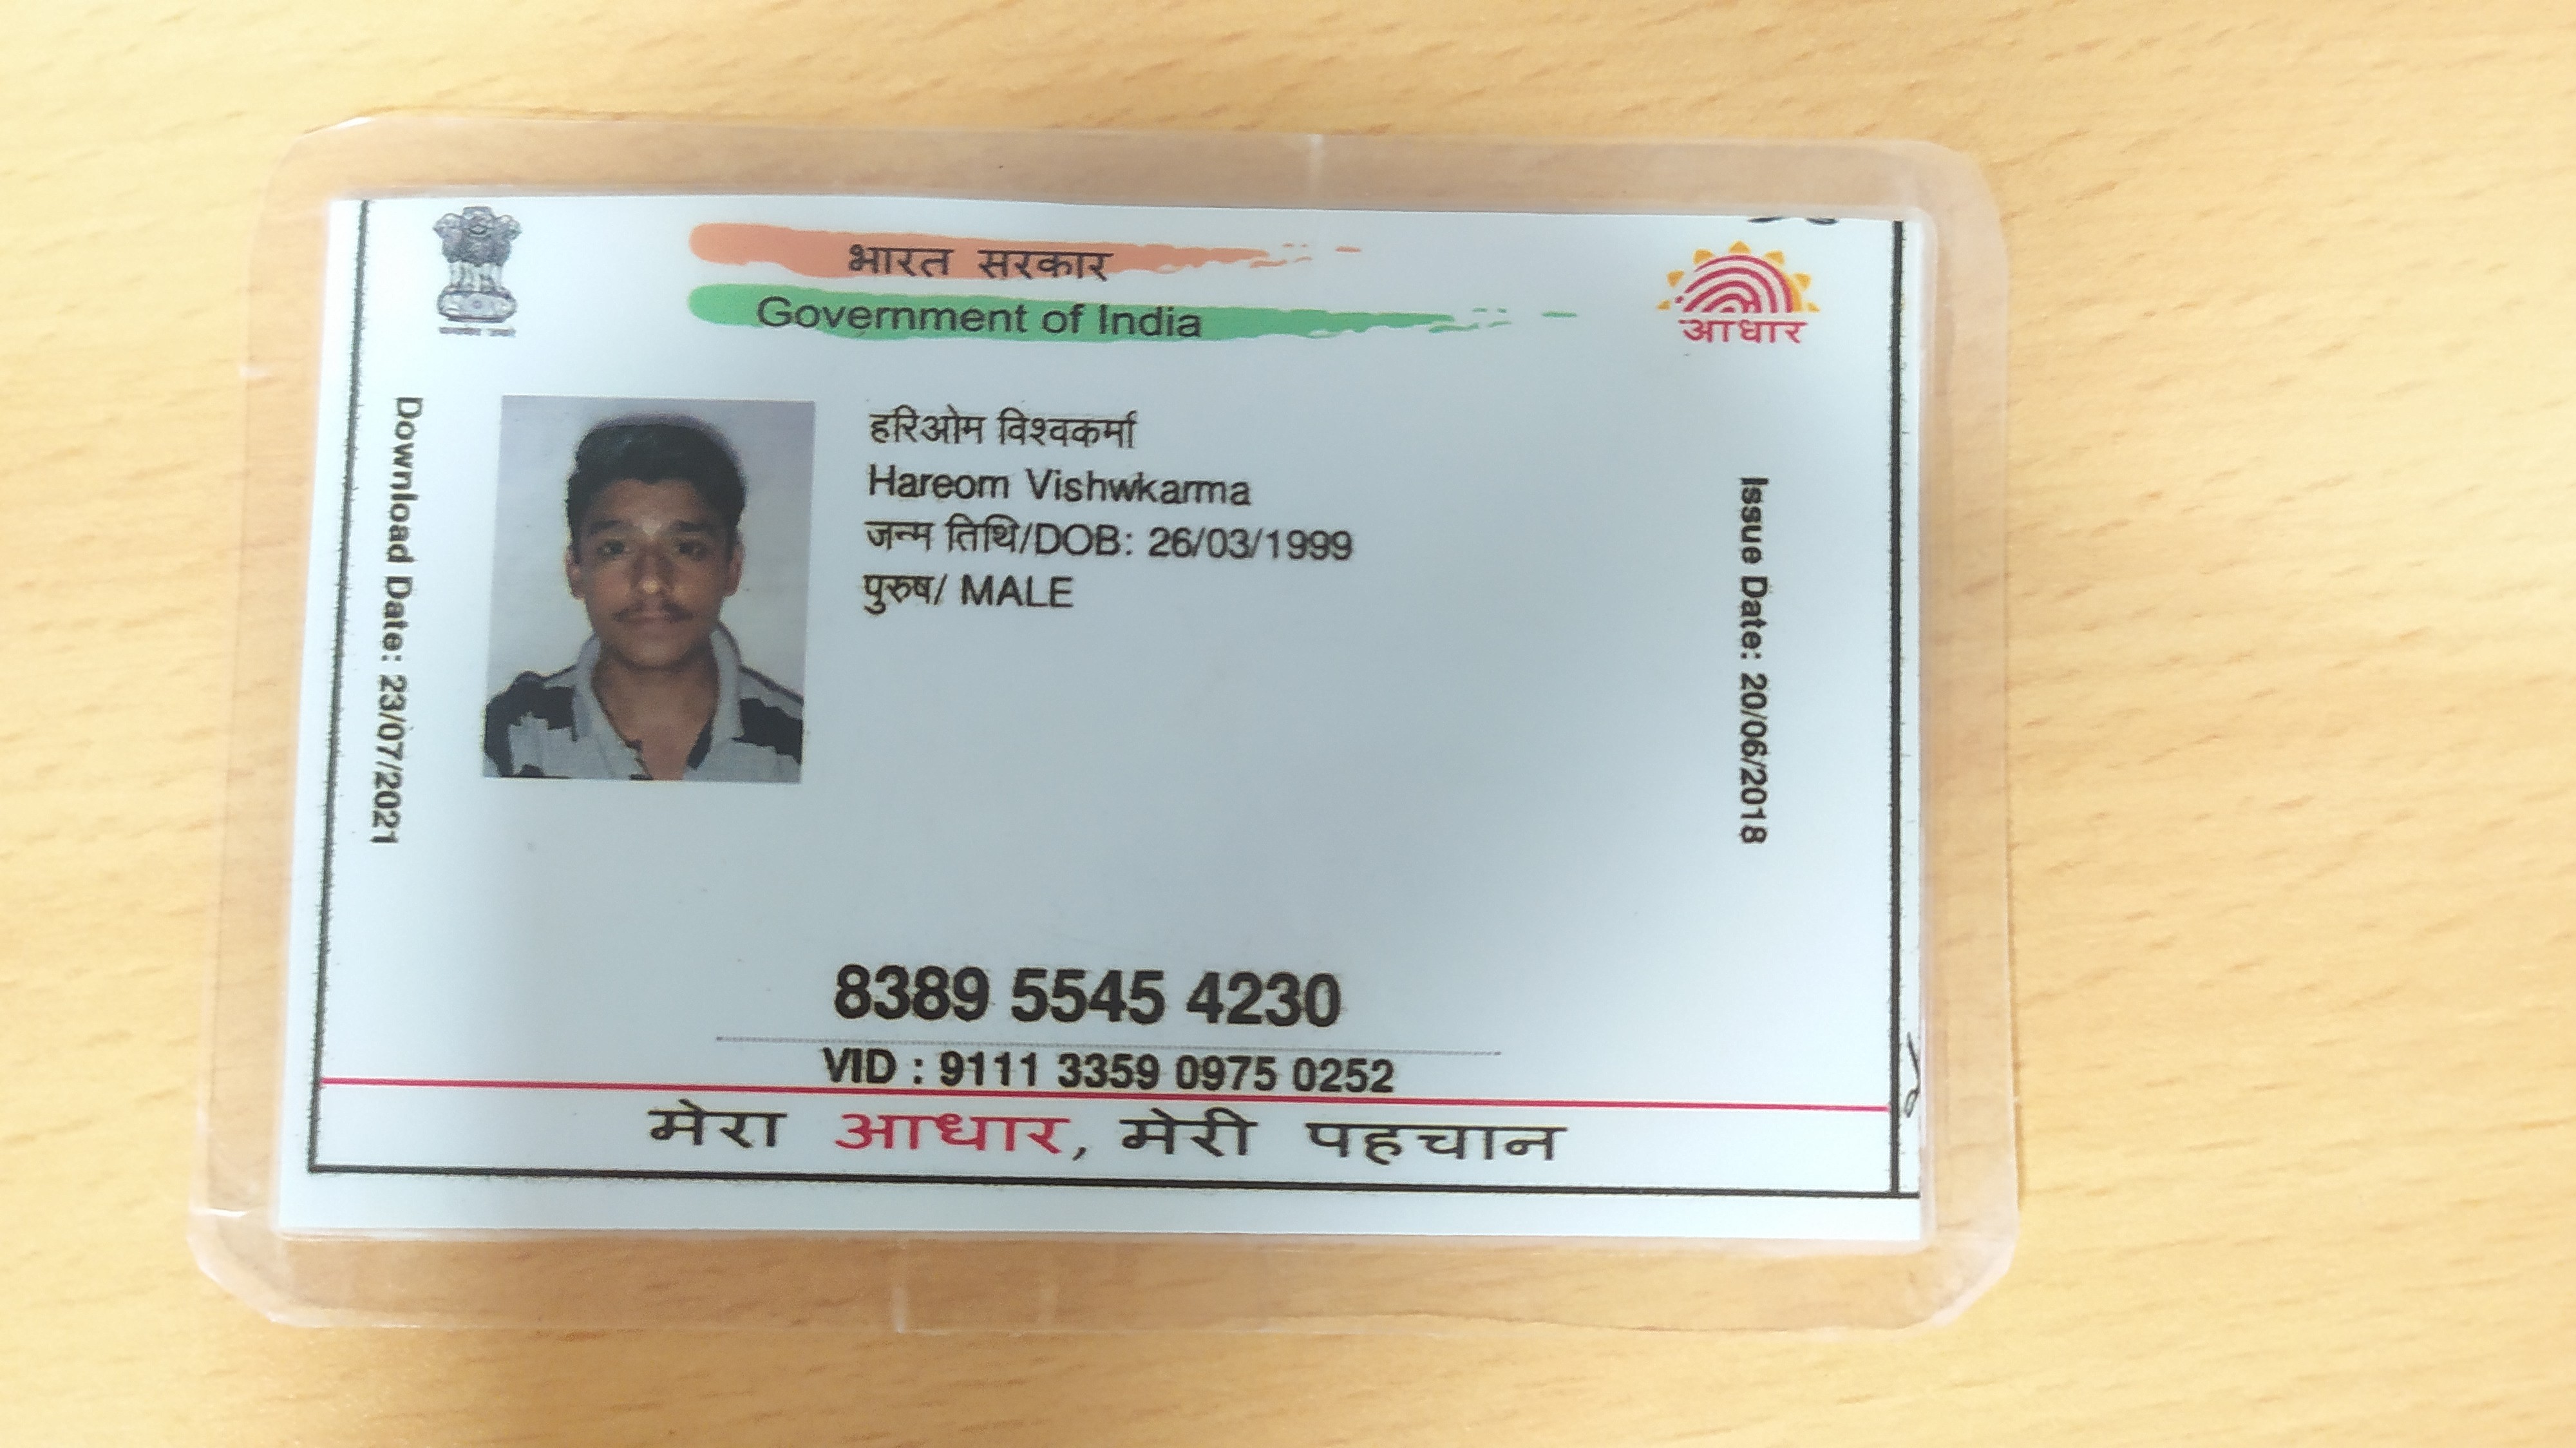 भारत सरकार
Government of India
आधार
Download Date: 23/07/2021
हरिओम विश्वकर्मा
Hareom Vishwkarma
जन्म तिथि/DOB: 26/03/1999
पुरुष/ MALE
Issue Date: 20/06/2018
8389 5545 4230
VID : 9111 3359 0975 0252
मेरा आधार, मेरी पहचान